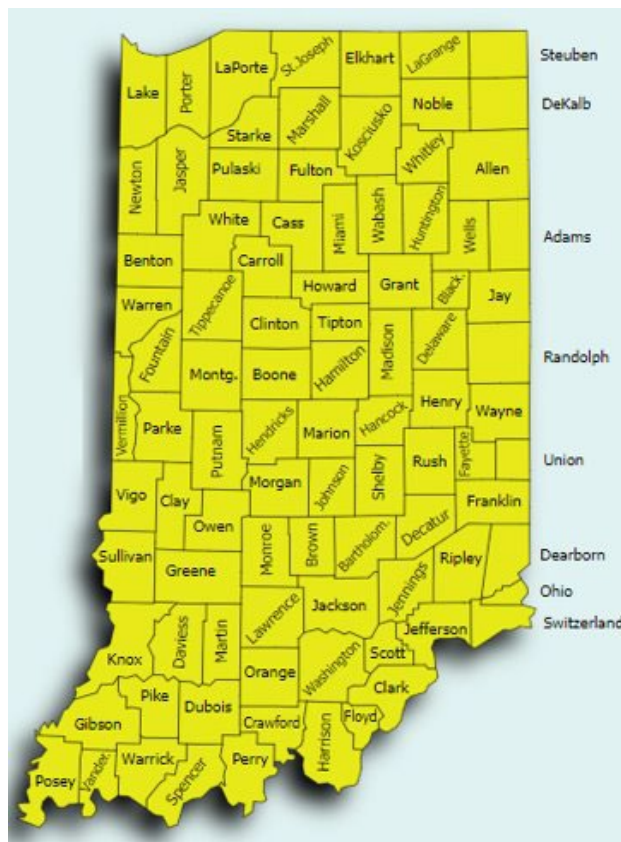 Steuben
Elkhart
St.Joseph
LaGrange
LaPorte
Lake
Porter
Noble
DeKalb
Marshall
Kosciusko
Starke
Whitley
Allen
Pulaski
Fulton
Jasper
Newton
Wabash
Huntington
White
Cass
Miami
Wells
Adams
Benton
Carroll
Howard
Grant
Black.
Jay
Warren
Tippecanoe
Clinton
Tipton
Madison
Delaware
Randolph
Fountain
Montg.
Boone
Hamilton
Henry
Wayne
Vermillion
Parke
Putnam
Hendricks
Marion
Hancock
Rush
Fayette
Union
Morgan
Johnson
Shelby
Vigo
Clay
Franklin
Owen
Decatur
Sullivan
Monroe
Brown
Bartholom.
Ripley
Dearborn
Greene
Jennings
Ohio
Lawrence
Jackson
Jefferson
Switzerland
Knox
Daviess
Martin
Orange
Washington
Scott
Clark
Pike
Dubois
Gibson
Crawford
Floyd
Harrison
Warrick
Perry
Posey
Vander.
Spencer